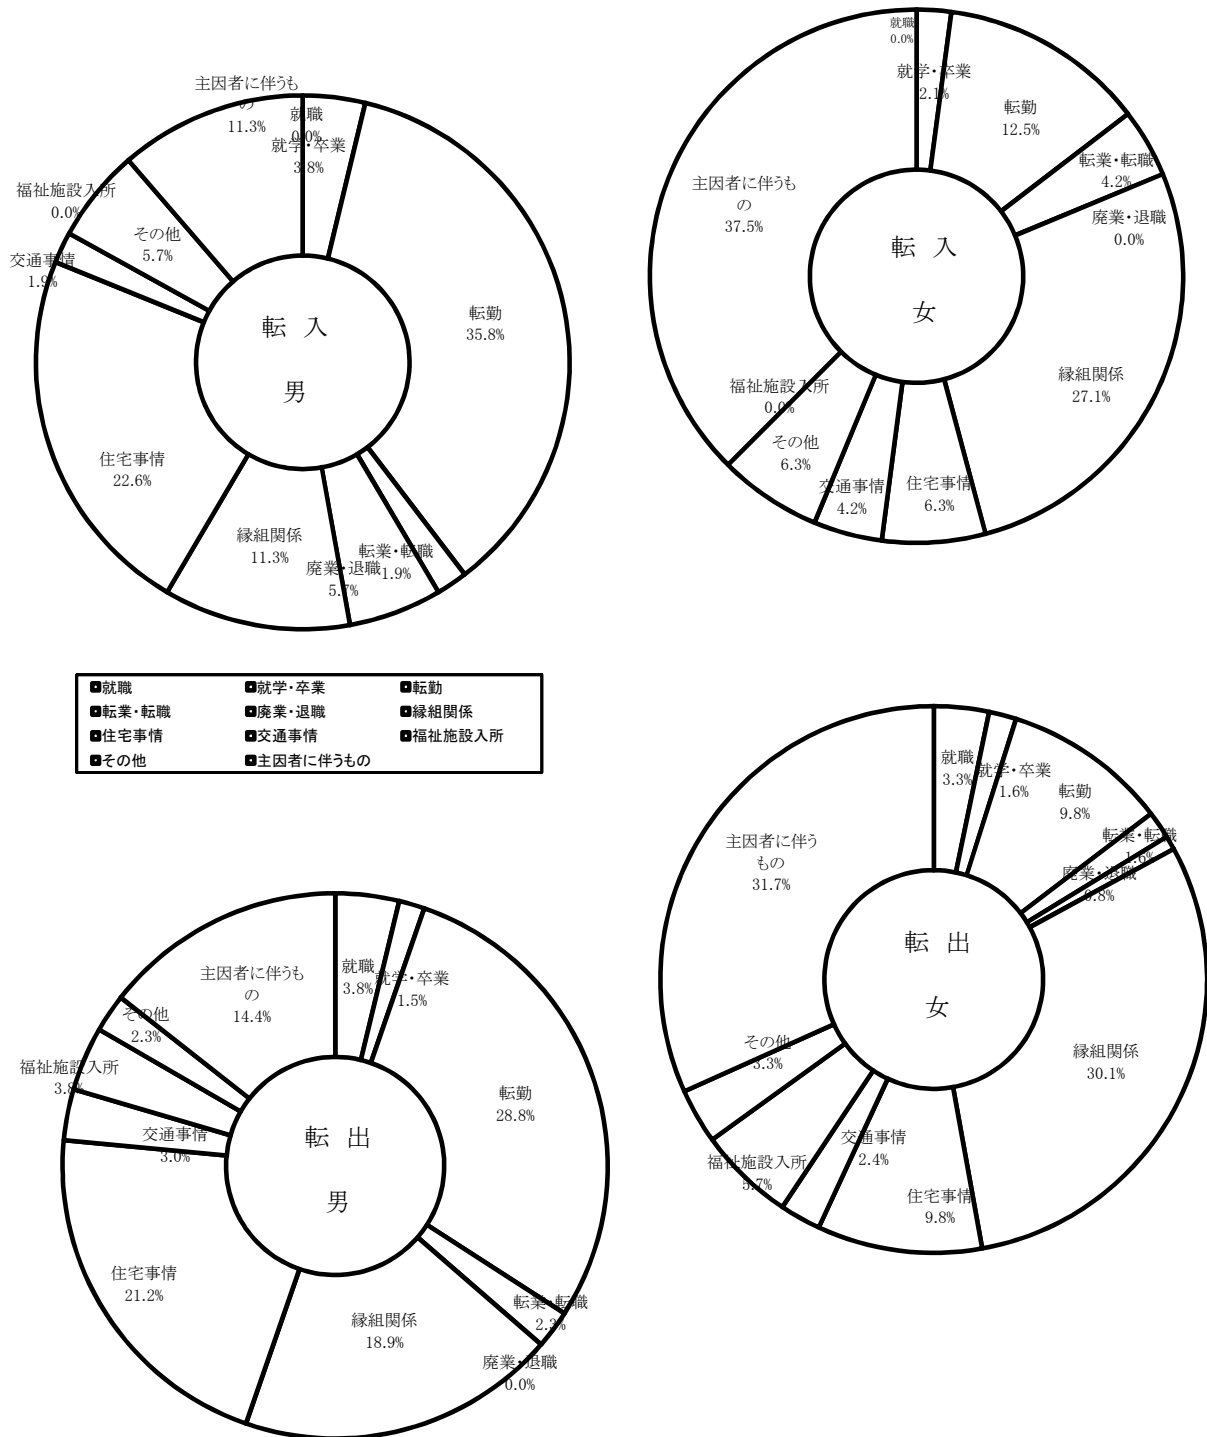 主因者に伴うも
の
11.3%
就職
0.0%
就学・卒業
3.8%
転勤
35.8%
転業・転職
1.9%
廃業・退職
5.7%
縁組関係
11.3%
住宅事情
22.6%
交通事情
1.9%
福祉施設入所
0.0%
その他
5.7%
転 入
男
就職
0.0%
就学・卒業
2.1%
転勤
12.5%
転業・転職
4.2%
廃業・退職
0.0%
縁組関係
27.1%
住宅事情
6.3%
交通事情
4.2%
その他
6.3%
福祉施設入所
0.0%
主因者に伴うも
の
37.5%
転 入
女
就職
就学・卒業
転勤
転業・転職
廃業・退職
縁組関係
住宅事情
交通事情
福祉施設入所
その他
主因者に伴うもの
就職
3.8%
就学・卒業
1.5%
転勤
28.8%
転業・転職
2.3%
廃業・退職
0.0%
縁組関係
18.9%
住宅事情
21.2%
交通事情
3.0%
福祉施設入所
3.8%
その他
2.3%
主因者に伴うも
の
14.4%
転 出
男
就職
3.3%
就学・卒業
1.6%
転勤
9.8%
転業・転職
1.6%
廃業・退職
0.8%
縁組関係
30.1%
住宅事情
9.8%
交通事情
2.4%
福祉施設入所
5.7%
その他
3.3%
主因者に伴う
もの
31.7%
転 出
女